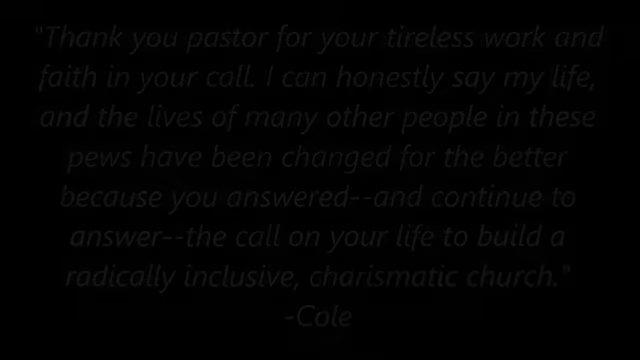 "Thank you pastor for your tireless work and
faith in your call. I can honestly say my life,
and the lives of many other people in these
pews have been changed for the better
because you answered--and continue to
answer--the call on your life to build a
radically inclusive, charismatic church."
-Cole